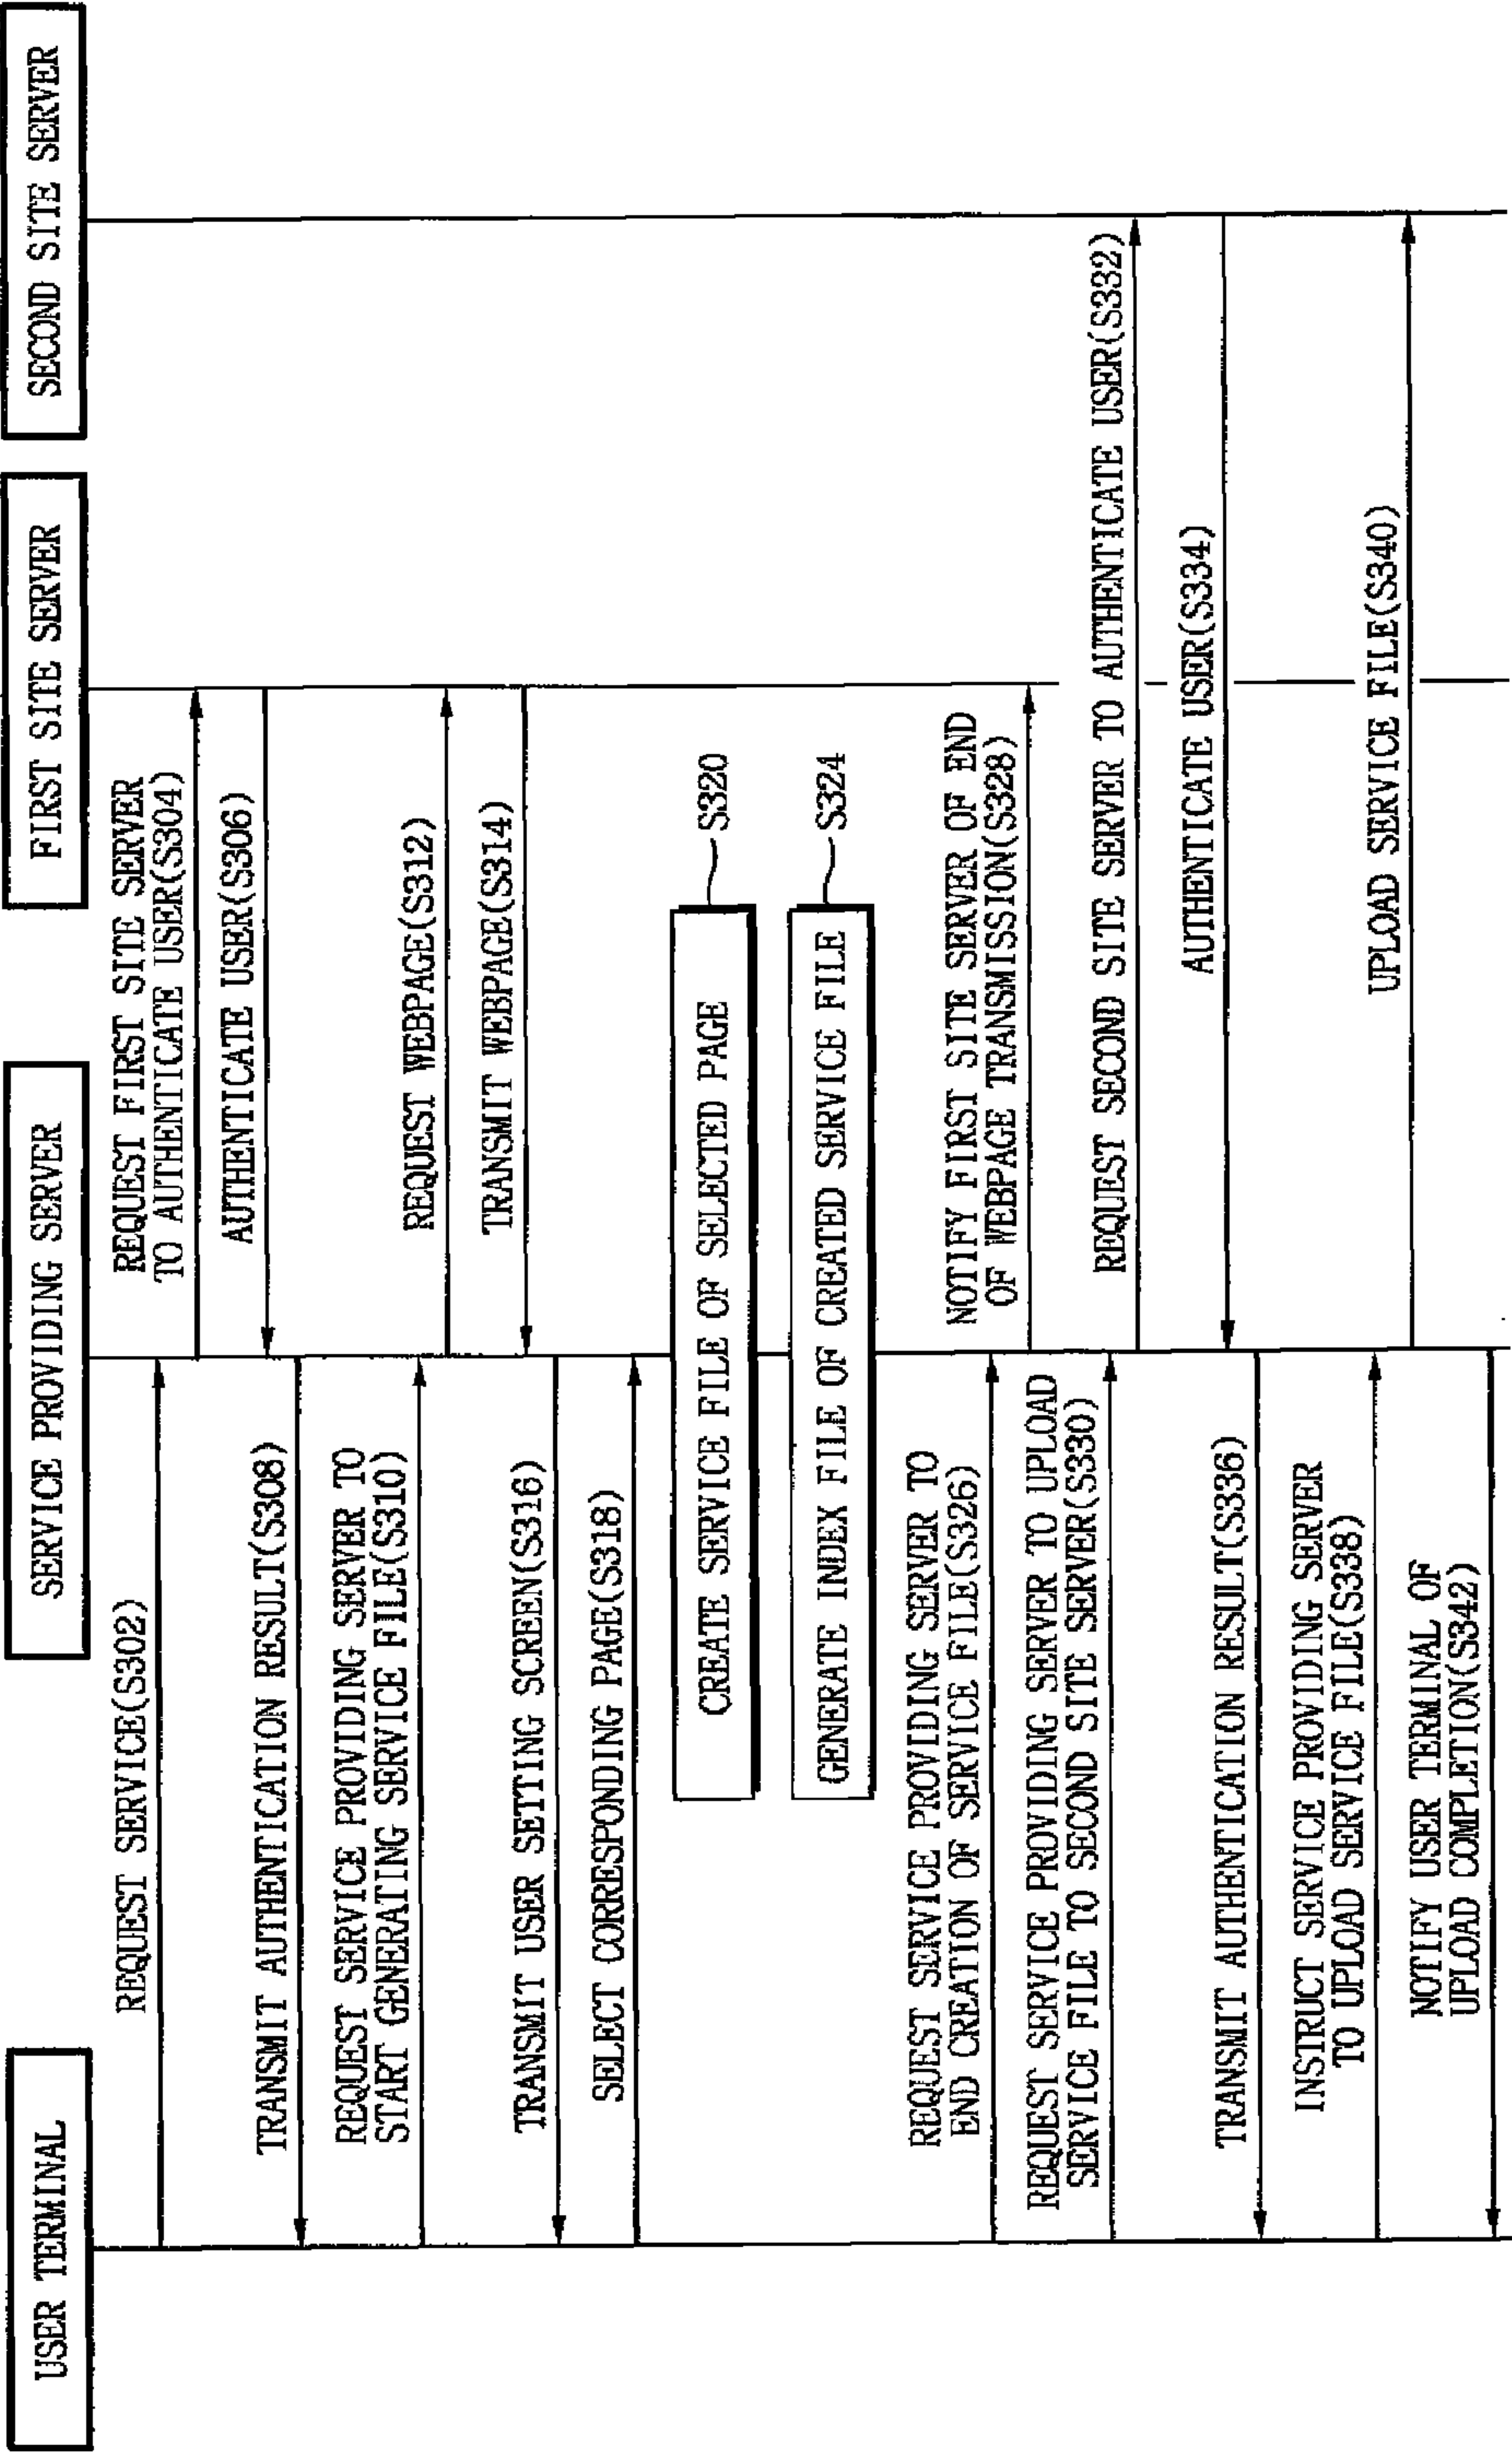 USER TERMINAL
SERVICE PROVIDING SERVER
FIRST SITE SERVER
SECOND SITE SERVER
REQUEST SERVICE(S302)
REQUEST FIRST SITE SERVER
TO AUTHENTICATE USER(S304)
AUTHENTICATE USER(S306)
TRANSMIT AUTHENTICATION RESULT(S308)
REQUEST SERVICE PROVIDING SERVER TO
START GENERATING SERVICE FILE(S310)
REQUEST WEBPAGE(S312)
TRANSMIT WEBPAGE(S314)
TRANSMIT USER SETTING SCREEN(S316)
SELECT CORRESPONDING PAGE(S318)
CREATE SERVICE FILE OF SELECTED PAGE
S320
GENERATE INDEX FILE OF CREATED SERVICE FILE
S324
REQUEST SERVICE PROVIDING SERVER TO
END CREATION OF SERVICE FILE(S326)
NOTIFY FIRST SITE SERVER OF END
OF WEBPAGE TRANSMISSION(S328)
REQUEST SERVICE PROVIDING SERVER TO UPLOAD
SERVICE FILE TO SECOND SITE SERVER(S330)
REQUEST SECOND SITE SERVER TO AUTHENTICATE USER(S332)
AUTHENTICATE USER(S334)
TRANSMIT AUTHENTICATION RESULT(S336)
INSTRUCT SERVICE PROVIDING SERVER
TO UPLOAD SERVICE FILE(S338)
UPLOAD SERVICE FILE(S340)
NOTIFY USER TERMINAL OF
UPLOAD COMPLETION(S342)